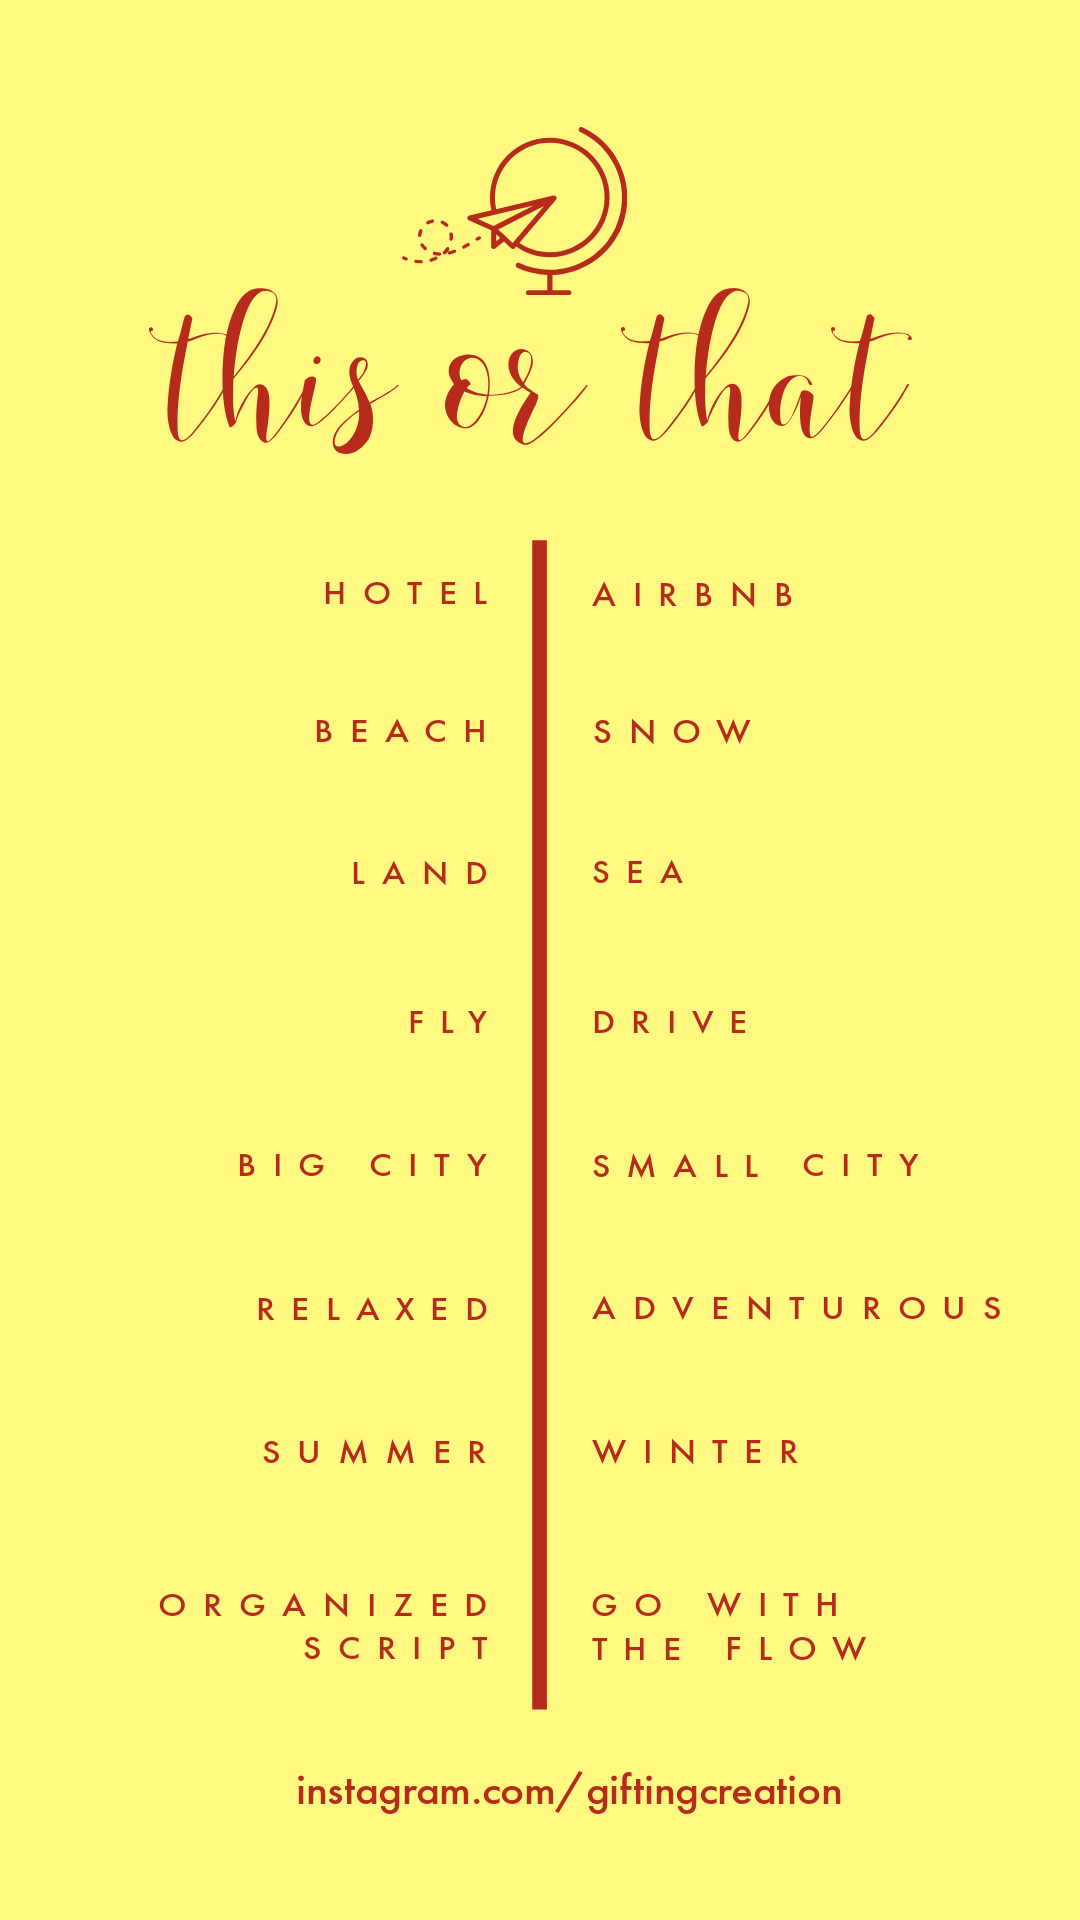 this or that
HOTEL AIRBNB
BEACH SNOW
LAND SEA
FLY DRIVE
BIG CITY SMALL CITY
RELAXED ADVENTUROUS
SUMMER WINTER
ORGANIZED GO WITH
SCRIPT THE FLOW
instagram.com/giftingcreation